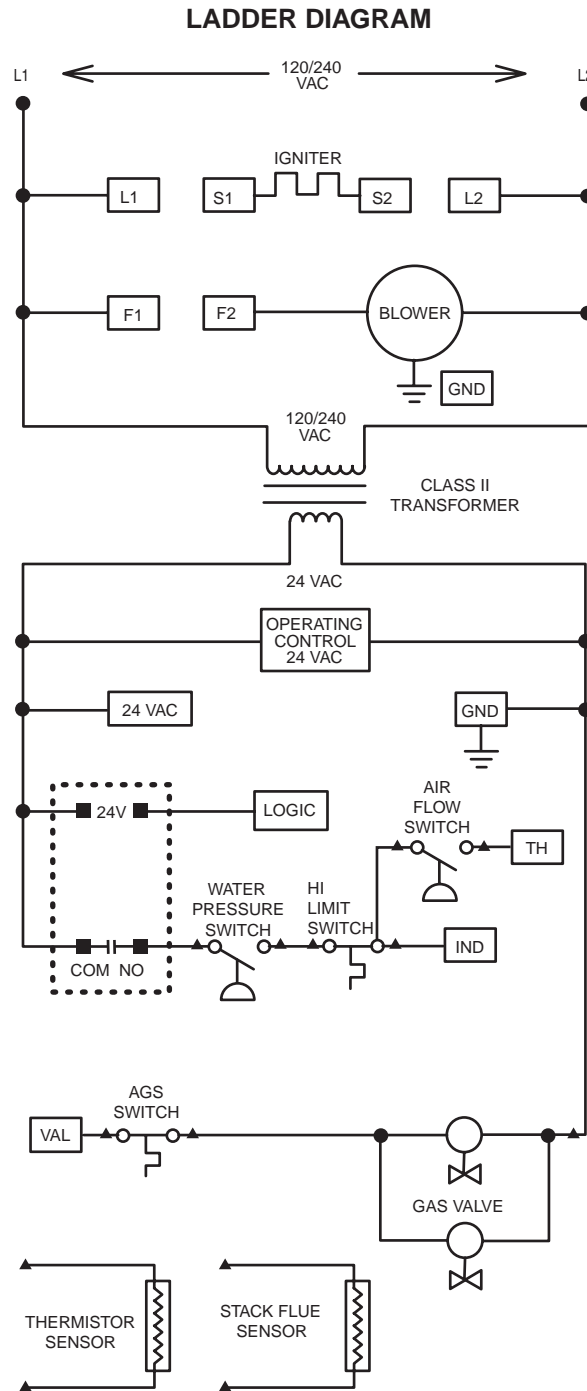 LADDER DIAGRAM
L1
120/240
VAC
L2
IGNITER
L1
S1
S2
L2
F1
F2
BLOWER
GND
120/240
VAC
CLASS II
TRANSFORMER
24 VAC
OPERATING
CONTROL
24 VAC
24 VAC
GND
24V
LOGIC
AIR
FLOW
SWITCH
TH
WATER
PRESSURE
SWITCH
HI
LIMIT
SWITCH
IND
COM NO
AGS
SWITCH
VAL
GAS VALVE
THERMISTOR
SENSOR
STACK FLUE
SENSOR